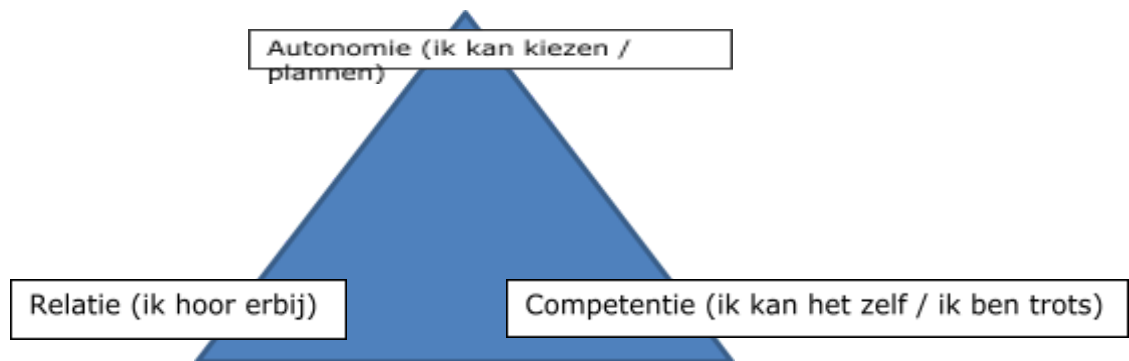 Autonomie (ik kan kiezen /
plannen)
Relatie (ik hoor erbij)
Competentie (ik kan het zelf / ik ben trots)